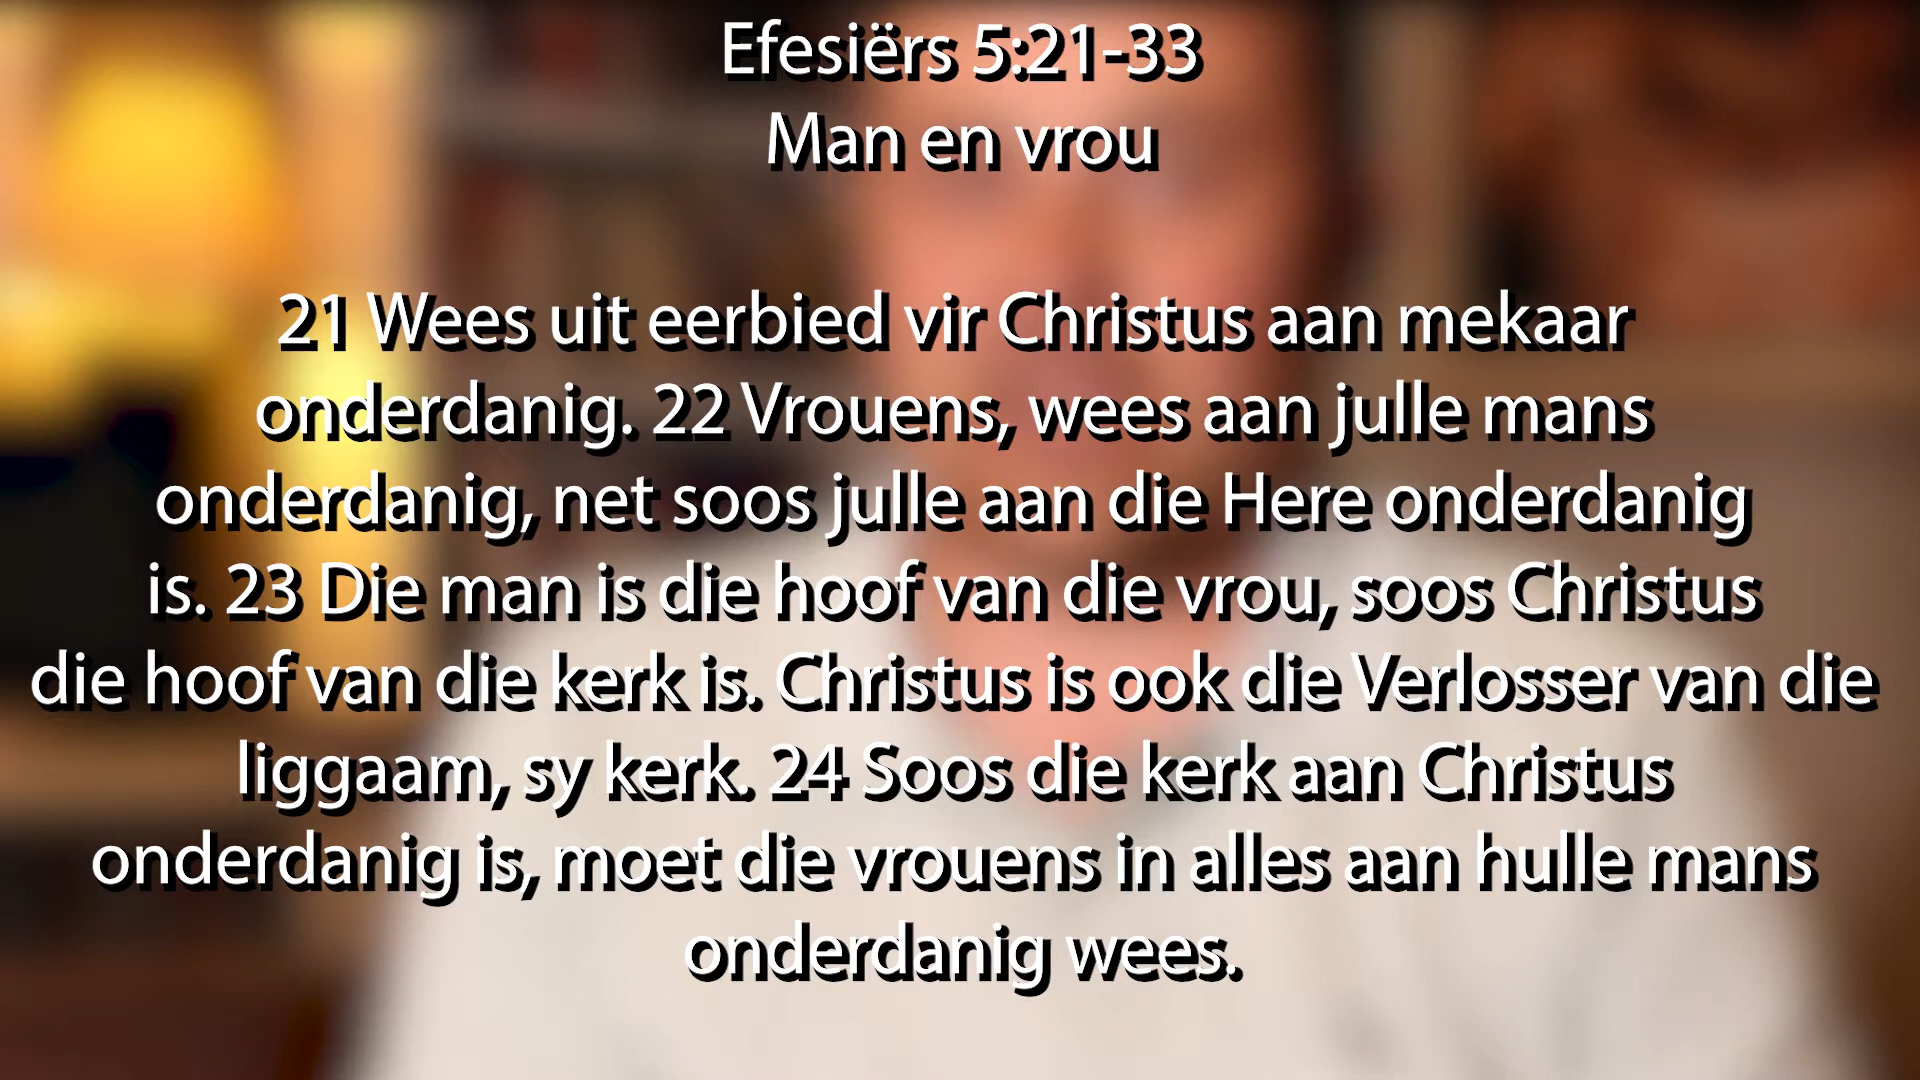 Efesiërs 5:21-33
Man en vrou
21 Wees uit eerbied vir Christus aan mekaar
onderdanig. 22 Vrouens, wees aan julle mans
onderdanig, net soos julle aan die Here onderdanig
is. 23 Die man is die hoof van die vrou, soos Christus
die hoof van die kerk is. Christus is ook die Verlosser van die
liggaam, sy kerk. 24 Soos die kerk aan Christus
onderdanig is, moet die vrouens in alles aan hulle mans
onderdanig wees.